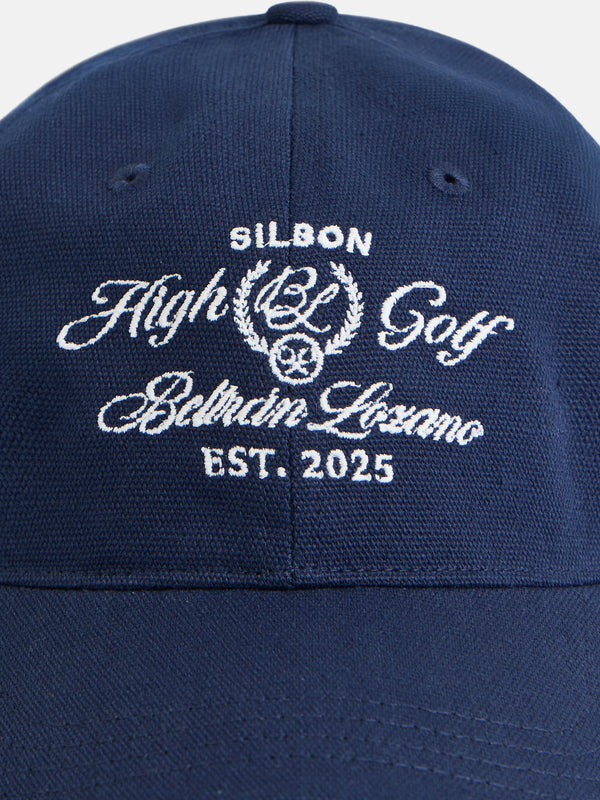 SILBON
High BL Golf
Beltrán Lozano
EST. 2025